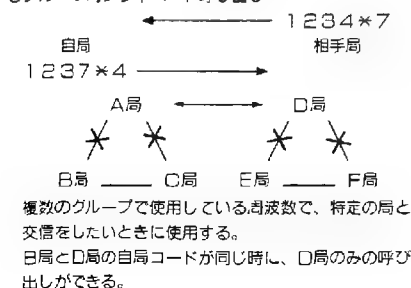 1234*7
自局 相手局
1237*4
A局 D局
B局 C局 E局 F局
複数のグループで使用している周波数で、特定の局と
交信をしたいときに使用する。
B局とD局の自局コードが同じ時に、D局のみの呼び
出しができる。